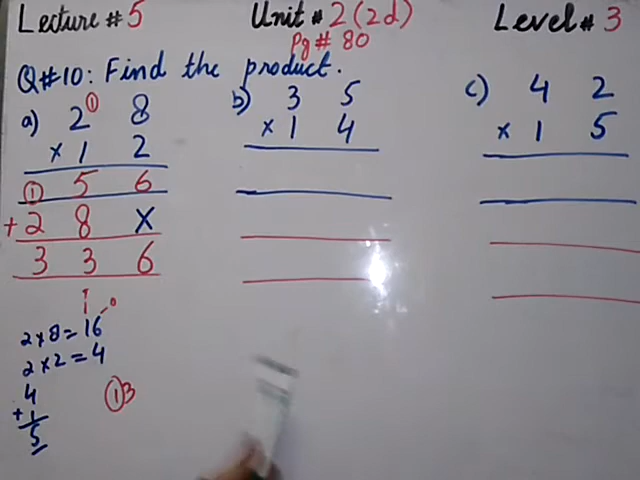 Lecture # 5 Unit # 2 (2d) Level # 3
Pg # 80
Q#10: Find the product.
a) 2 ① 8
× 1 2
① 5 6
+ 2 8 X
3 3 6
b) 3 5
× 1 4
c) 4 2
× 1 5
T 0
2 × 8 = 16
2 × 2 = 4
4
+ 1
5
①3